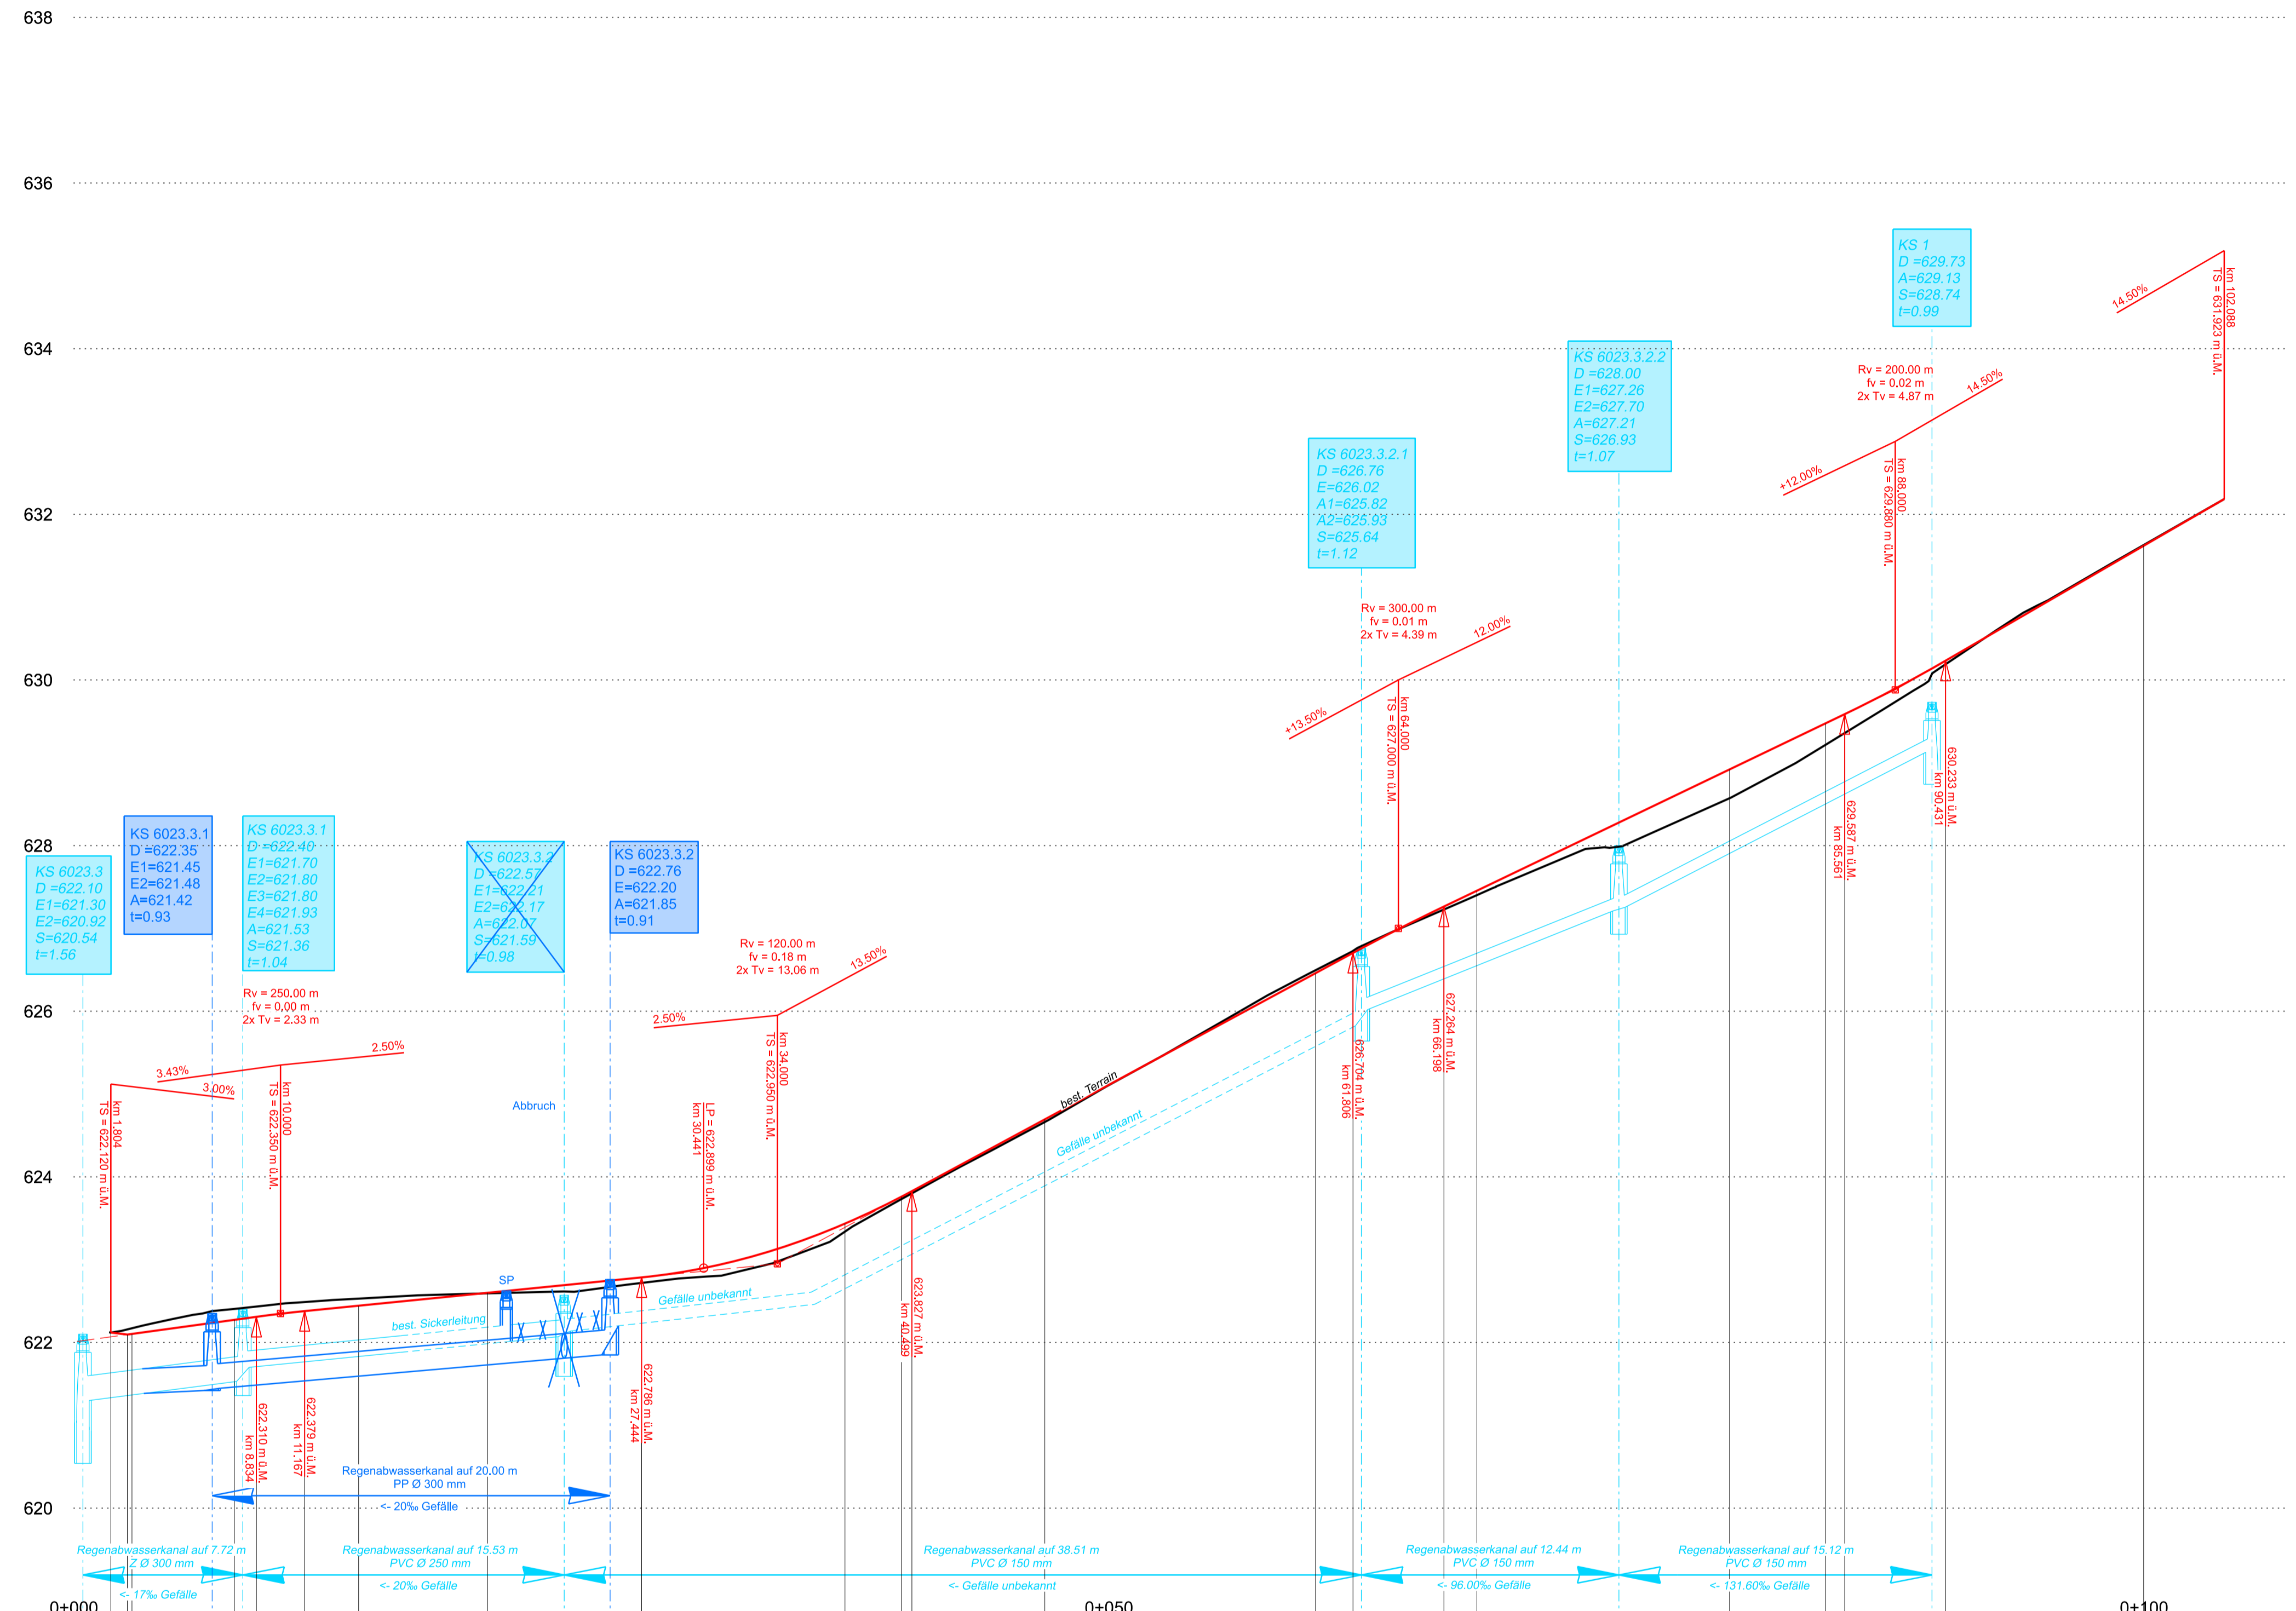 638
636
634
632
630
628
626
624
622
620
0+000
0+050
0+100
KS 6023.3
D =622.10
E1=621.30
E2=620.92
S=620.54
t=1.56
KS 6023.3.1
D =622.35
E1=621.45
E2=621.48
A=621.42
t=0.93
KS 6023.3.1
D =622.40
E1=621.70
E2=621.80
E3=621.80
E4=621.93
A=621.53
S=621.36
t=1.04
KS 6023.3.2
D =622.57
E1=622.21
E2=622.17
A=622.07
S=621.59
t=0.98
KS 6023.3.2
D =622.76
E=622.20
A=621.85
t=0.91
KS 6023.3.2.1
D =626.76
E=626.02
A1=625.82
A2=625.93
S=625.64
t=1.12
KS 6023.3.2.2
D =628.00
E1=627.26
E2=627.70
A=627.21
S=626.93
t=1.07
KS 1
D =629.73
A=629.13
S=628.74
t=0.99
km 1.804
TS = 622.120 m ü.M.
3.43%
3.00%
Rv = 250.00 m
fv = 0.00 m
2x Tv = 2.33 m
2.50%
km 10.000
TS = 622.350 m ü.M.
622.310 m ü.M.
km 8.834
622.379 m ü.M.
km 11.167
Abbruch
SP
best. Sickerleitung
Gefälle unbekannt
622.786 m ü.M.
km 27.444
LP = 622.899 m ü.M.
km 30.441
2.50%
Rv = 120.00 m
fv = 0.18 m
2x Tv = 13.06 m
13.50%
km 34.000
TS = 622.950 m ü.M.
623.827 m ü.M.
km 40.499
best. Terrain
Gefälle unbekannt
+13.50%
Rv = 300.00 m
fv = 0.01 m
2x Tv = 4.39 m
12.00%
km 64.000
TS = 627.000 m ü.M.
626.704 m ü.M.
km 61.806
627.264 m ü.M.
km 66.198
+12.00%
Rv = 200.00 m
fv = 0.02 m
2x Tv = 4.87 m
14.50%
km 88.000
TS = 629.880 m ü.M.
629.587 m ü.M.
km 85.561
630.233 m ü.M.
km 90.431
14.50%
km 102.088
TS = 631.923 m ü.M.
Regenabwasserkanal auf 20.00 m
PP Ø 300 mm
<- 20‰ Gefälle
Regenabwasserkanal auf 7.72 m
Z Ø 300 mm
<- 17‰ Gefälle
Regenabwasserkanal auf 15.53 m
PVC Ø 250 mm
<- 20‰ Gefälle
Regenabwasserkanal auf 38.51 m
PVC Ø 150 mm
<- Gefälle unbekannt
Regenabwasserkanal auf 12.44 m
PVC Ø 150 mm
<- 96.00‰ Gefälle
Regenabwasserkanal auf 15.12 m
PVC Ø 150 mm
<- 131.60‰ Gefälle